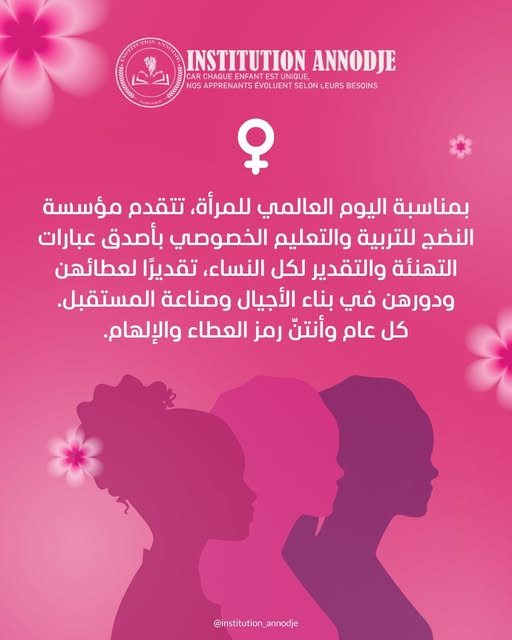 INSTITUTION ANNODJE
CAR CHAQUE ENFANT EST UNIQUE,
NOS APPRENANTS ÉVOLUENT SELON LEURS BESOINS
بمناسبة اليوم العالمي للمرأة، تتقدم مؤسسة
النضج للتربية والتعليم الخصوصي بأصدق عبارات
التهنئة والتقدير لكل النساء، تقديرًا لعطائهن
ودورهن في بناء الأجيال وصناعة المستقبل.
كل عام وأنتنّ رمز العطاء والإلهام.
@institution_annodje